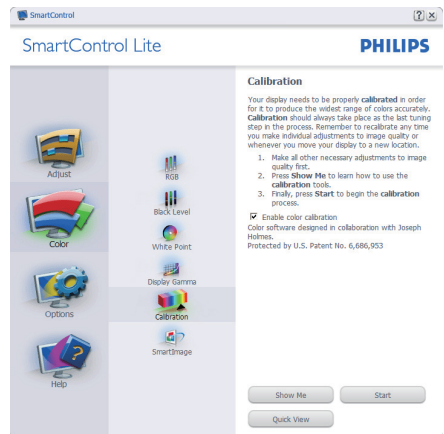 SmartControl
SmartControl Lite
PHILIPS
Adjust
Color
Options
Help
RGB
Black Level
White Point
Display Gamma
Calibration
SmartImage
Calibration
Your display needs to be properly calibrated in order
for it to produce the widest range of colors accurately.
Calibration should always take place as the last tuning
step in the process. Remember to recalibrate any time
you make individual adjustments to image quality or
whenever you move your display to a new location.
1. Make all other necessary adjustments to image
quality first.
2. Press Show Me to learn how to use the
calibration tools.
3. Finally, press Start to begin the calibration
process.
Enable color calibration
Color software designed in collaboration with Joseph
Holmes.
Protected by U.S. Patent No. 6,686,953
Show Me
Start
Quick View